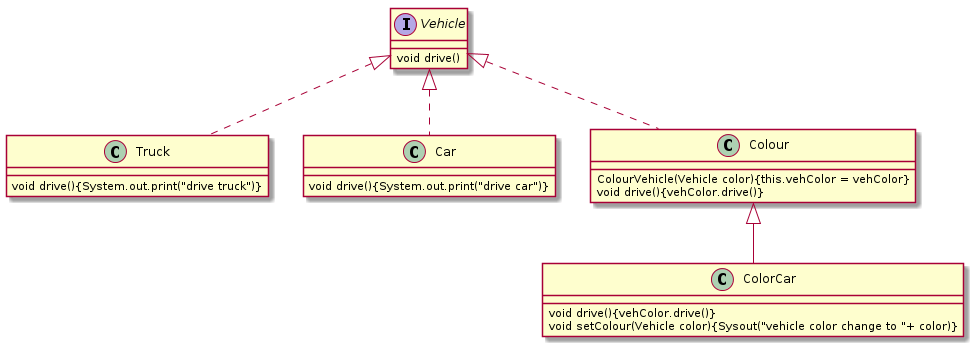 I Vehicle
void drive()
C Truck
void drive(){System.out.print("drive truck")}
C Car
void drive(){System.out.print("drive car")}
C Colour
ColourVehicle(Vehicle color){this.vehColor = vehColor}
void drive(){vehColor.drive()}
C ColorCar
void drive(){vehColor.drive()}
void setColour(Vehicle color){Sysout("vehicle color change to "+ color)}